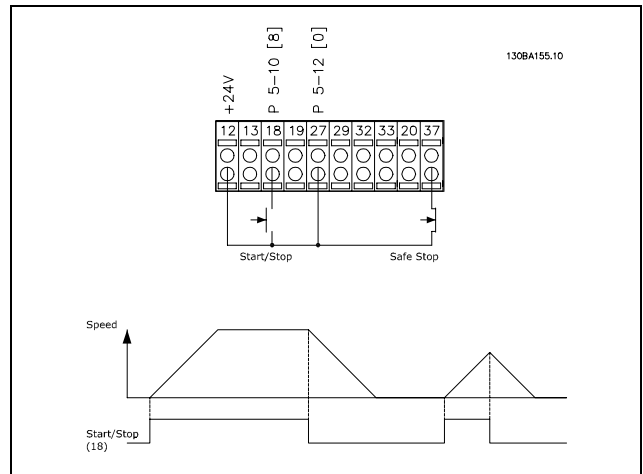 130BA155.10
+24V
P 5-10 [8]
P 5-12 [0]
12 13 18 19 27 29 32 33 20 37
Start/Stop
Safe Stop
Speed
Start/Stop
(18)